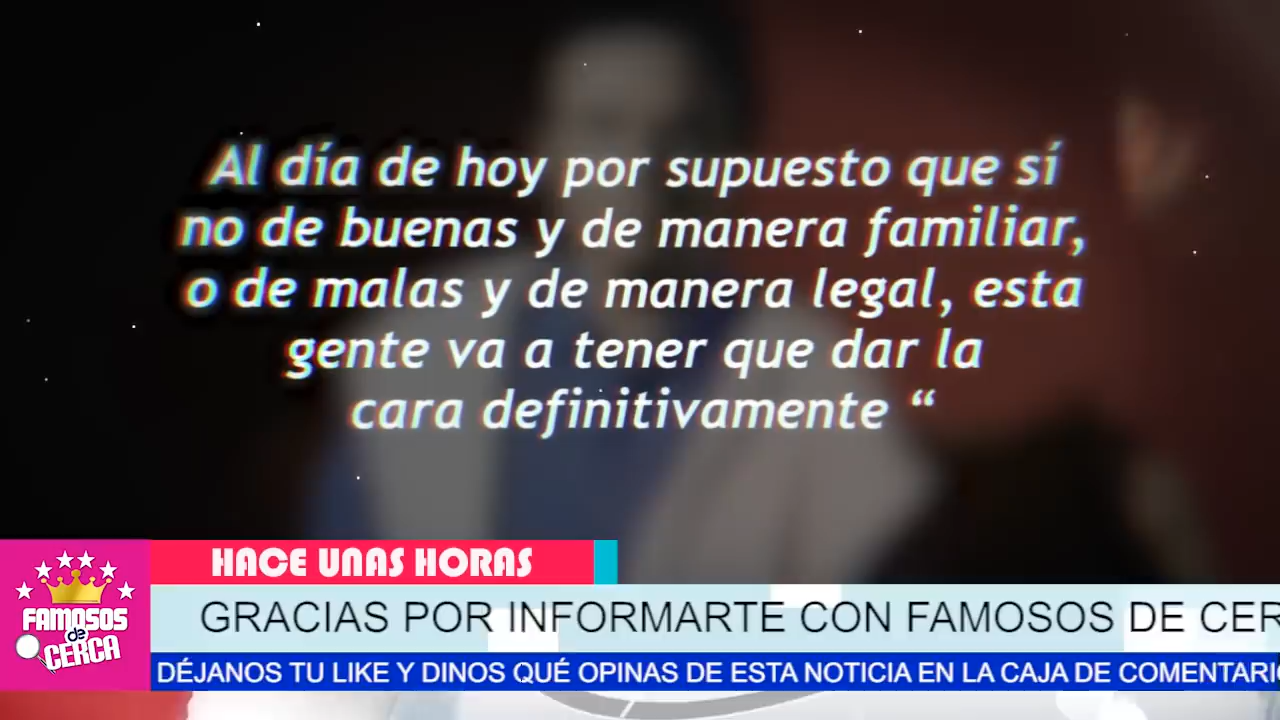 Al día de hoy por supuesto que sí
no de buenas y de manera familiar,
o de malas y de manera legal, esta
gente va a tener que dar la
cara definitivamente “
HACE UNAS HORAS
FAMOSOS
de
CERCA
GRACIAS POR INFORMARTE CON FAMOSOS DE CER
DÉJANOS TU LIKE Y DINOS QUÉ OPINAS DE ESTA NOTICIA EN LA CAJA DE COMENTARI